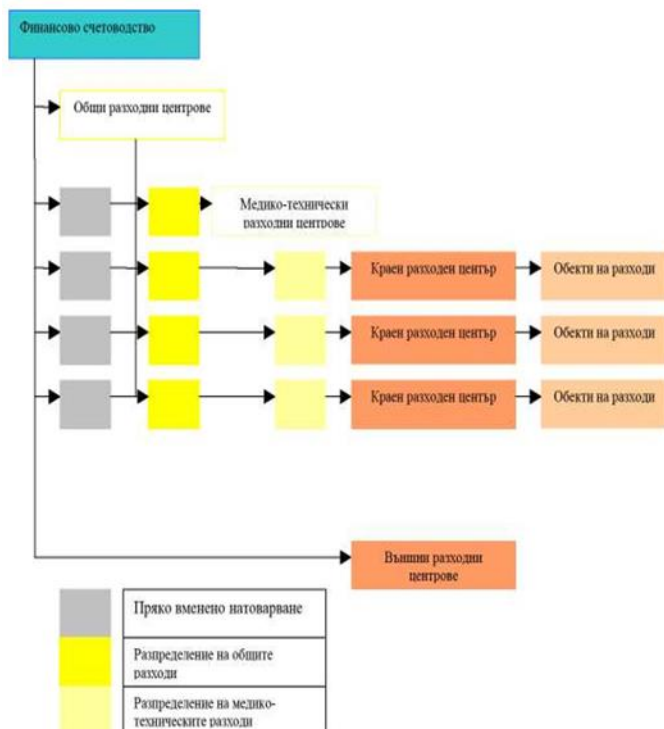 Финансово счетоводство
Общи разходни центрове
Медико-технически
разходни центрове
Краен разходен център
Обекти на разходи
Краен разходен център
Обекти на разходи
Краен разходен център
Обекти на разходи
Външни разходни
центрове
Пряко вменено натоварване
Разпределение на общите
разходи
Разпределение на медико-
техническите разходи